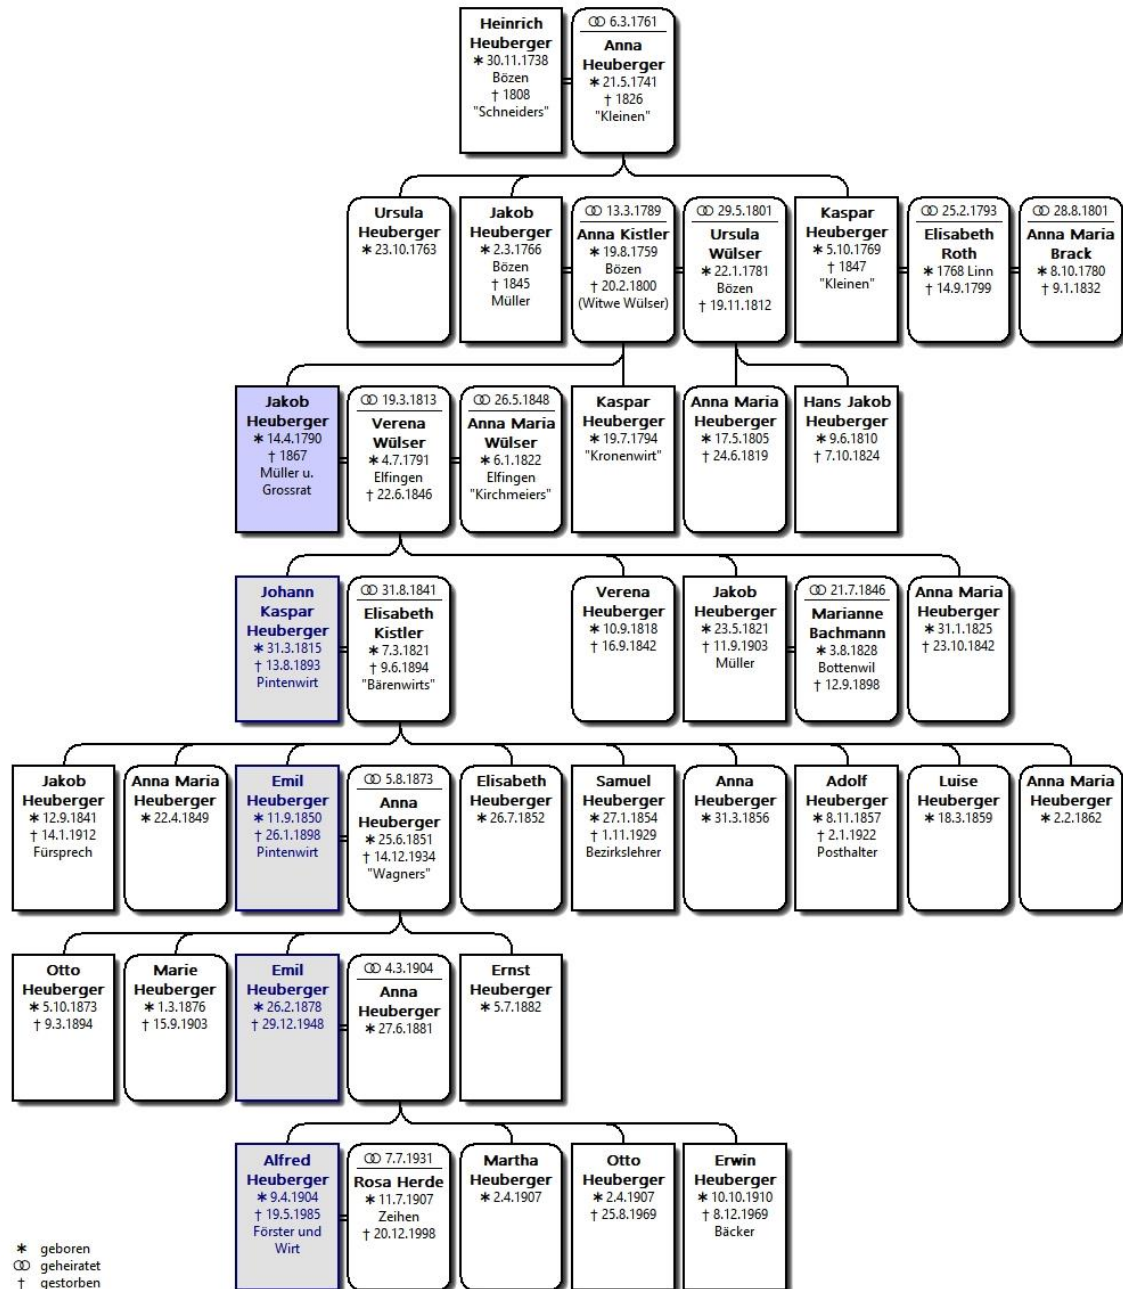 Heinrich
Heuberger
* 30.11.1738
Bözen
† 1808
"Schneiders"
⚭ 6.3.1761
Anna
Heuberger
* 21.5.1741
† 1826
"Kleinen"
Ursula
Heuberger
* 23.10.1763
Jakob
Heuberger
* 2.3.1766
Bözen
† 1845
Müller
⚭ 13.3.1789
Anna Kistler
* 19.8.1759
Bözen
† 20.2.1800
(Witwe Wülser)
⚭ 29.5.1801
Ursula
Wülser
* 22.1.1781
Bözen
† 19.11.1812
Kaspar
Heuberger
* 5.10.1769
† 1847
"Kleinen"
⚭ 25.2.1793
Elisabeth
Roth
* 1768 Linn
† 14.9.1799
⚭ 28.8.1801
Anna Maria
Brack
* 8.10.1780
† 9.1.1832
Jakob
Heuberger
* 14.4.1790
† 1867
Müller u.
Grossrat
⚭ 19.3.1813
Verena
Wülser
* 4.7.1791
Elfingen
† 22.6.1846
⚭ 26.5.1848
Anna Maria
Wülser
* 6.1.1822
Elfingen
"Kirchmeiers"
Kaspar
Heuberger
* 19.7.1794
"Kronenwirt"
Anna Maria
Heuberger
* 17.5.1805
† 24.6.1819
Hans Jakob
Heuberger
* 9.6.1810
† 7.10.1824
Johann
Kaspar
Heuberger
* 31.3.1815
† 13.8.1893
Pintenwirt
⚭ 31.8.1841
Elisabeth
Kistler
* 7.3.1821
† 9.6.1894
"Bärenwirts"
Verena
Heuberger
* 10.9.1818
† 16.9.1842
Jakob
Heuberger
* 23.5.1821
† 11.9.1903
Müller
⚭ 21.7.1846
Marianne
Bachmann
* 3.8.1828
Bottenwil
† 12.9.1898
Anna Maria
Heuberger
* 31.1.1825
† 23.10.1842
Jakob
Heuberger
* 12.9.1841
† 14.1.1912
Fürsprech
Anna Maria
Heuberger
* 22.4.1849
Emil
Heuberger
* 11.9.1850
† 26.1.1898
Pintenwirt
⚭ 5.8.1873
Anna
Heuberger
* 25.6.1851
† 14.12.1934
"Wagners"
Elisabeth
Heuberger
* 26.7.1852
Samuel
Heuberger
* 27.1.1854
† 1.11.1929
Bezirkslehrer
Anna
Heuberger
* 31.3.1856
Adolf
Heuberger
* 8.11.1857
† 2.1.1922
Posthalter
Luise
Heuberger
* 18.3.1859
Anna Maria
Heuberger
* 2.2.1862
Otto
Heuberger
* 5.10.1873
† 9.3.1894
Marie
Heuberger
* 1.3.1876
† 15.9.1903
Emil
Heuberger
* 26.2.1878
† 29.12.1948
⚭ 4.3.1904
Anna
Heuberger
* 27.6.1881
Ernst
Heuberger
* 5.7.1882
Alfred
Heuberger
* 9.4.1904
† 19.5.1985
Förster und
Wirt
⚭ 7.7.1931
Rosa Herde
* 11.7.1907
Zeihen
† 20.12.1998
Martha
Heuberger
* 2.4.1907
Otto
Heuberger
* 2.4.1907
† 25.8.1969
Erwin
Heuberger
* 10.10.1910
† 8.12.1969
Bäcker
* geboren
⚭ geheiratet
† gestorben